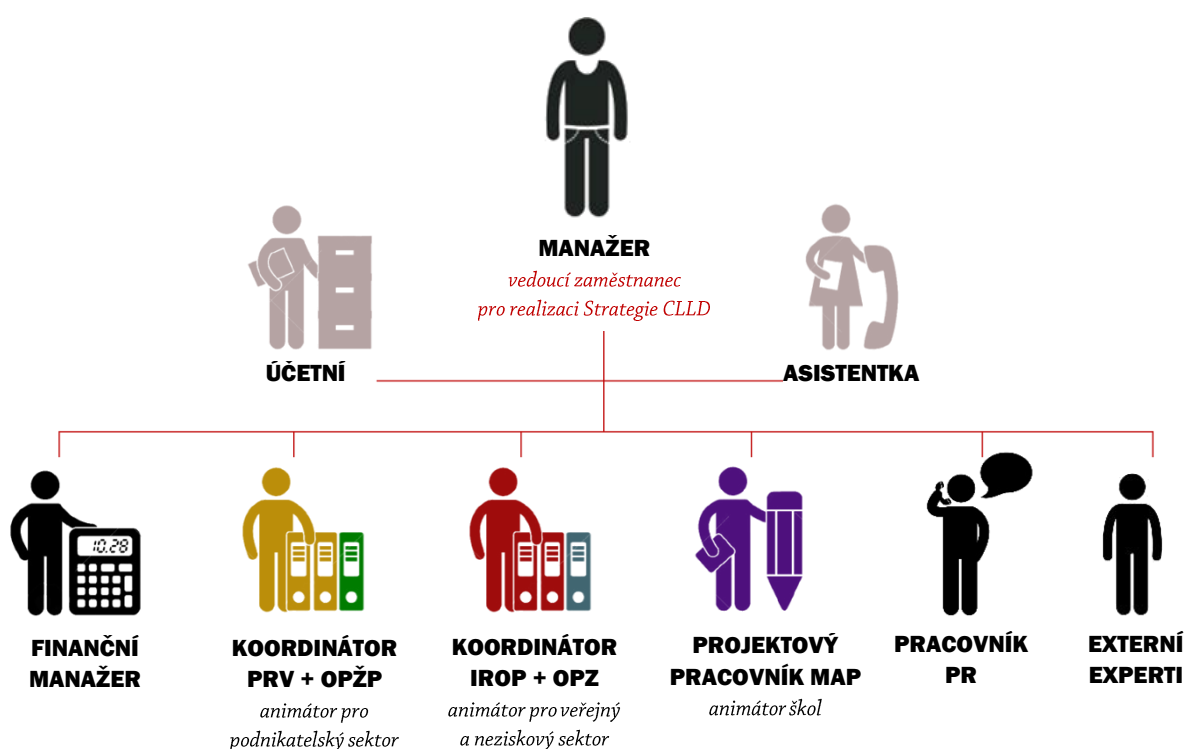 MANAŽER
vedoucí zaměstnanec
pro realizaci Strategie CLLD
ÚČETNÍ
ASISTENTKA
10.28
FINANČNÍ
MANAŽER
KOORDINÁTOR
PRV + OPŽP
animátor pro
podnikatelský sektor
KOORDINÁTOR
IROP + OPZ
animátor pro veřejný
a neziskový sektor
PROJEKTOVÝ
PRACOVNÍK MAP
animátor škol
PRACOVNÍK
PR
EXTERNÍ
EXPERTI